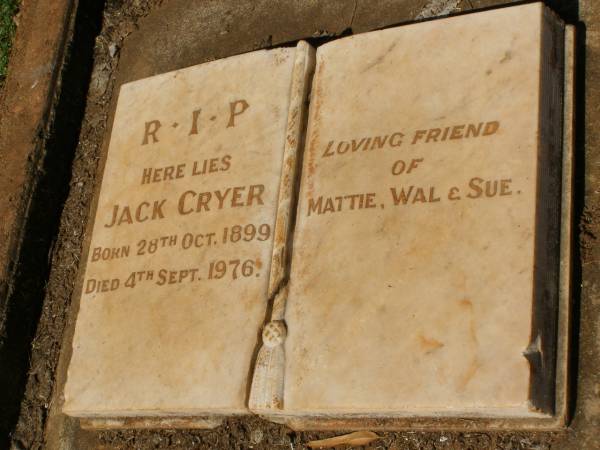 R · I · P
HERE LIES
JACK CRYER
BORN 28TH OCT. 1899
DIED 4TH SEPT. 1976.
LOVING FRIEND
OF
MATTIE, WAL & SUE.